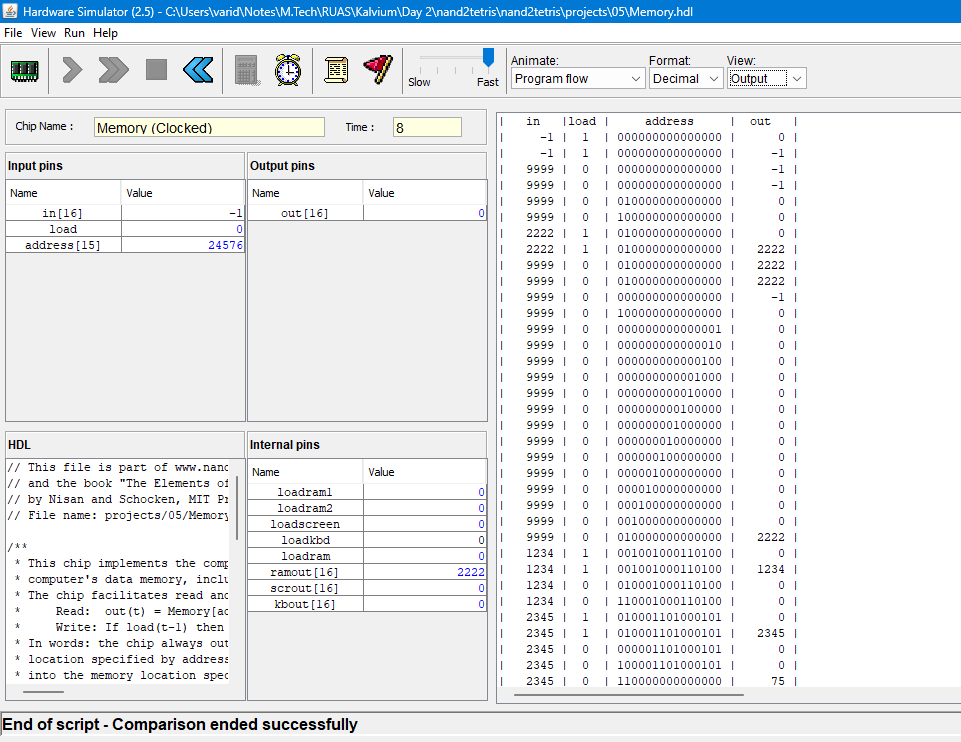 Hardware Simulator (2.5) - C:\Users\varid\Notes\M.Tech\RUAS\Kalvium\Day 2\nand2tetris\nand2tetris\projects\05\Memory.hdl
File View Run Help
Slow Fast
Animate: Format: View:
Program flow Decimal Output
Chip Name : Memory (Clocked) Time : 8
Input pins
Name Value
in[16] -1
load 0
address[15] 24576
Output pins
Name Value
out[16] 0
HDL
// This file is part of www.nand
// and the book "The Elements of
// by Nisan and Schocken, MIT Pr
// File name: projects/05/Memory
/**
* This chip implements the comp
* computer's data memory, inclu
* The chip facilitates read and
* Read: out(t) = Memory[ad
* Write: If load(t-1) then
* In words: the chip always out
* location specified by address
* into the memory location spec
Internal pins
Name Value
loadram1 0
loadram2 0
loadscreen 0
loadkbd 0
loadram 0
ramout[16] 2222
scrout[16] 0
kbout[16] 0
| in |load | address | out |
| -1 | 1 | 000000000000000 | 0 |
| -1 | 1 | 000000000000000 | -1 |
| 9999 | 0 | 000000000000000 | -1 |
| 9999 | 0 | 000000000000000 | -1 |
| 9999 | 0 | 010000000000000 | 0 |
| 9999 | 0 | 100000000000000 | 0 |
| 2222 | 1 | 010000000000000 | 0 |
| 2222 | 1 | 010000000000000 | 2222 |
| 9999 | 0 | 010000000000000 | 2222 |
| 9999 | 0 | 010000000000000 | 2222 |
| 9999 | 0 | 000000000000000 | -1 |
| 9999 | 0 | 100000000000000 | 0 |
| 9999 | 0 | 000000000000001 | 0 |
| 9999 | 0 | 000000000000010 | 0 |
| 9999 | 0 | 000000000000100 | 0 |
| 9999 | 0 | 000000000001000 | 0 |
| 9999 | 0 | 000000000010000 | 0 |
| 9999 | 0 | 000000000100000 | 0 |
| 9999 | 0 | 000000001000000 | 0 |
| 9999 | 0 | 000000010000000 | 0 |
| 9999 | 0 | 000000100000000 | 0 |
| 9999 | 0 | 000001000000000 | 0 |
| 9999 | 0 | 000010000000000 | 0 |
| 9999 | 0 | 000100000000000 | 0 |
| 9999 | 0 | 001000000000000 | 0 |
| 9999 | 0 | 010000000000000 | 2222 |
| 1234 | 1 | 001001000110100 | 0 |
| 1234 | 1 | 001001000110100 | 1234 |
| 1234 | 0 | 010001000110100 | 0 |
| 1234 | 0 | 110001000110100 | 0 |
| 2345 | 1 | 010001101000101 | 0 |
| 2345 | 1 | 010001101000101 | 2345 |
| 2345 | 0 | 000001101000101 | 0 |
| 2345 | 0 | 100001101000101 | 0 |
| 2345 | 0 | 110000000000000 | 75 |
End of script - Comparison ended successfully